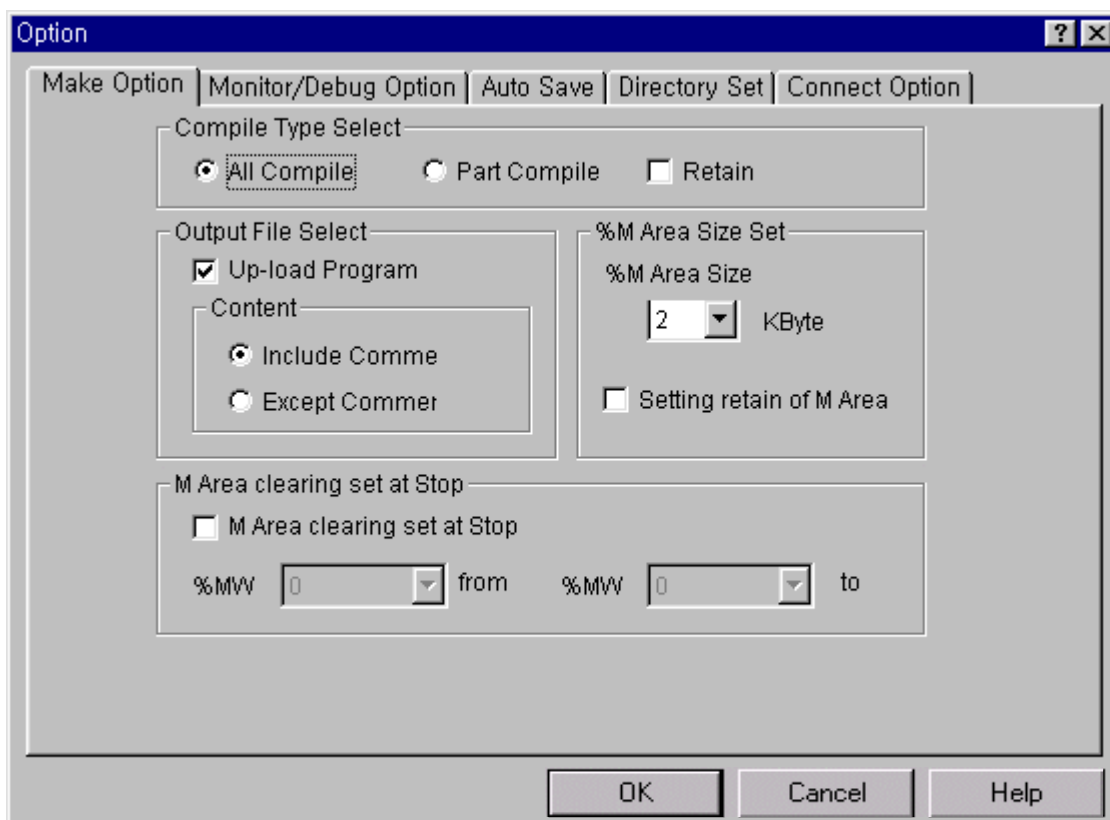 Option
Make Option Monitor/Debug Option Auto Save Directory Set Connect Option
Compile Type Select
All Compile Part Compile Retain
Output File Select
Up-load Program
Content
Include Comme
Except Commer
%M Area Size Set
%M Area Size
2 KByte
Setting retain of M Area
M Area clearing set at Stop
M Area clearing set at Stop
%MW 0 from %MW 0 to
OK Cancel Help